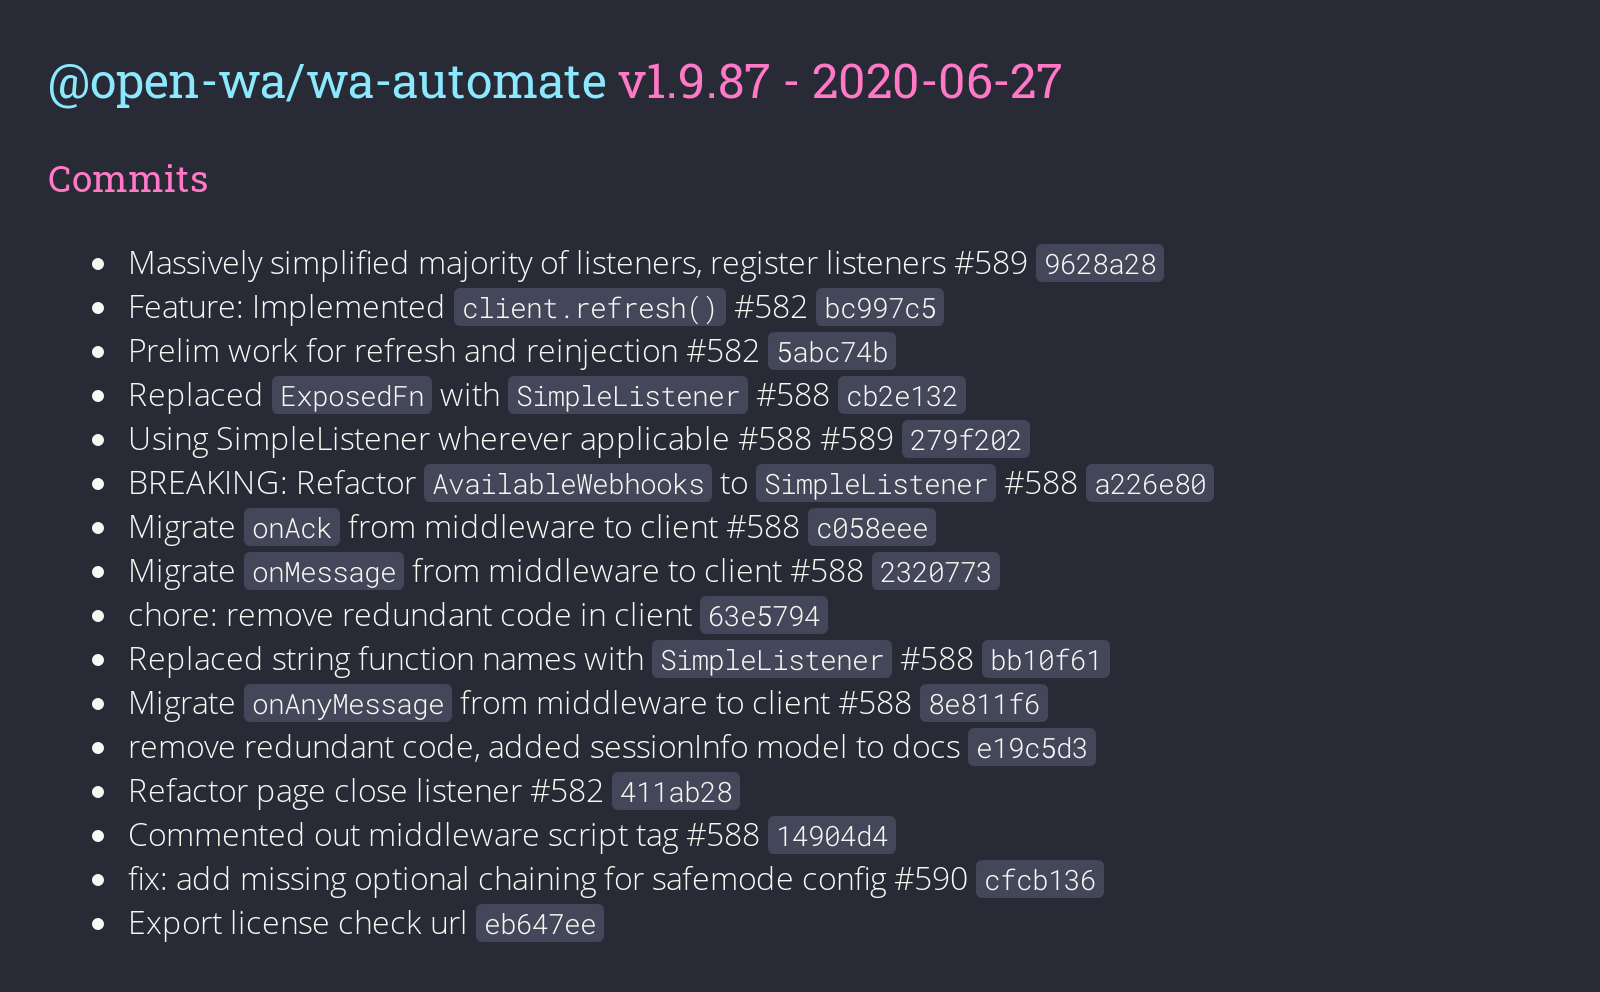 @open-wa/wa-automate v1.9.87 - 2020-06-27
Commits
Massively simplified majority of listeners, register listeners #589 9628a28
Feature: Implemented client.refresh() #582 bc997c5
Prelim work for refresh and reinjection #582 5abc74b
Replaced ExposedFn with SimpleListener #588 cb2e132
Using SimpleListener wherever applicable #588 #589 279f202
BREAKING: Refactor AvailableWebhooks to SimpleListener #588 a226e80
Migrate onAck from middleware to client #588 c058eee
Migrate onMessage from middleware to client #588 2320773
chore: remove redundant code in client 63e5794
Replaced string function names with SimpleListener #588 bb10f61
Migrate onAnyMessage from middleware to client #588 8e811f6
remove redundant code, added sessionInfo model to docs e19c5d3
Refactor page close listener #582 411ab28
Commented out middleware script tag #588 14904d4
fix: add missing optional chaining for safemode config #590 cfcb136
Export license check url eb647ee